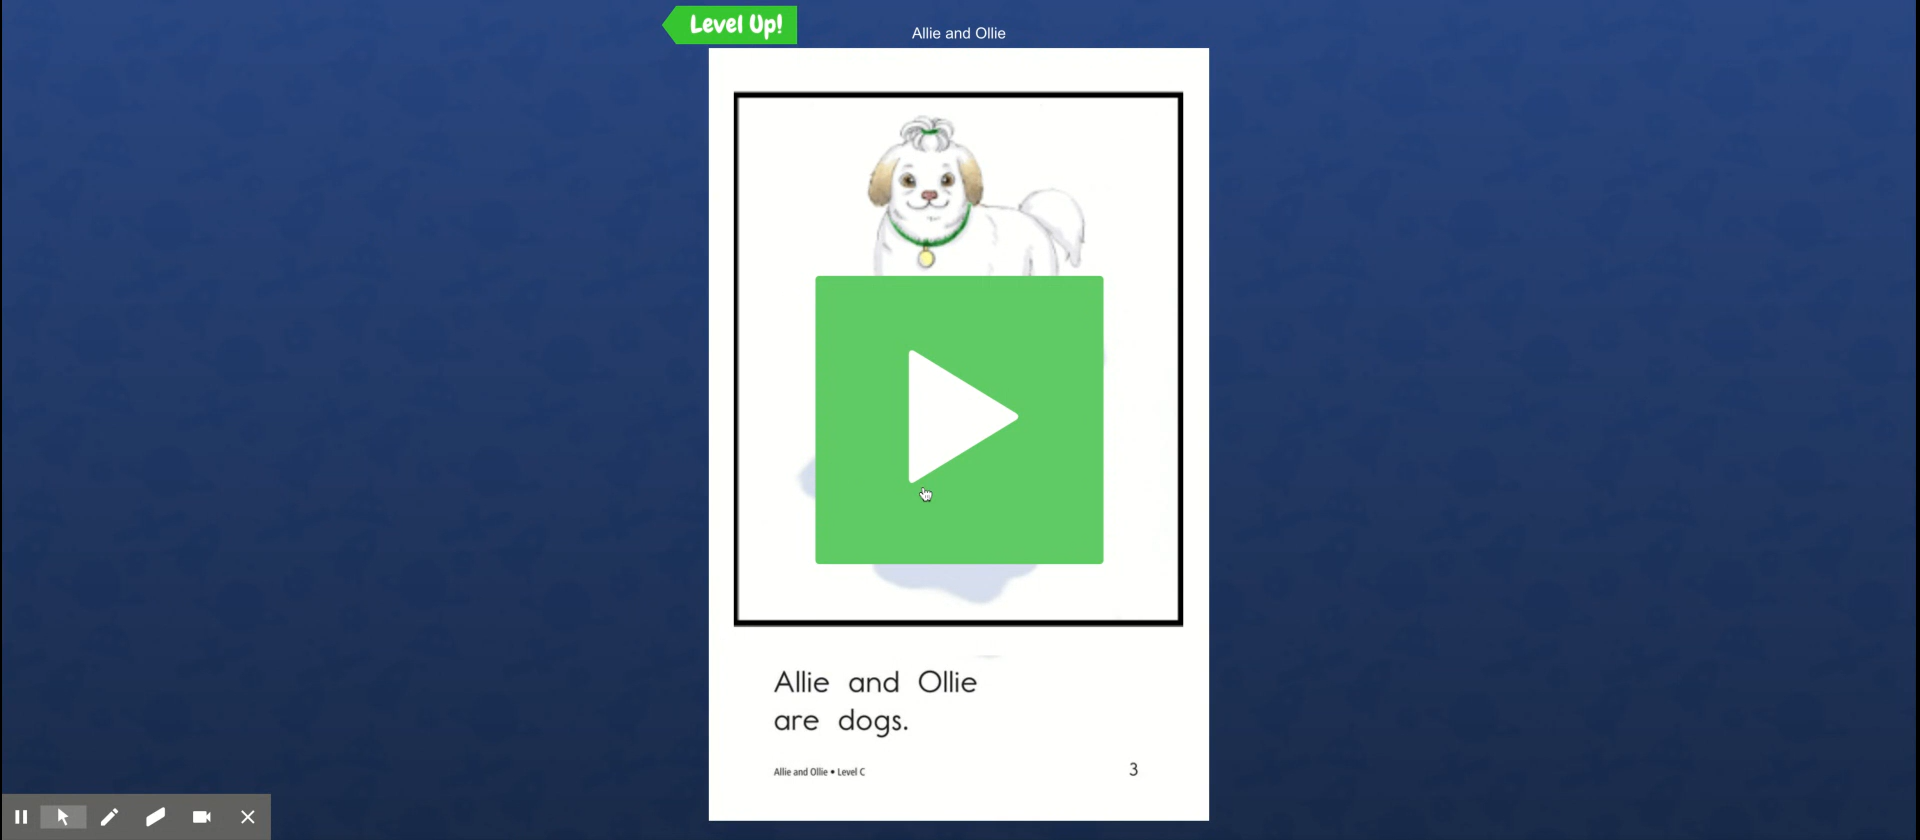 Level Up!
Allie and Ollie
Allie and Ollie
are dogs.
Allie and Ollie • Level C
3